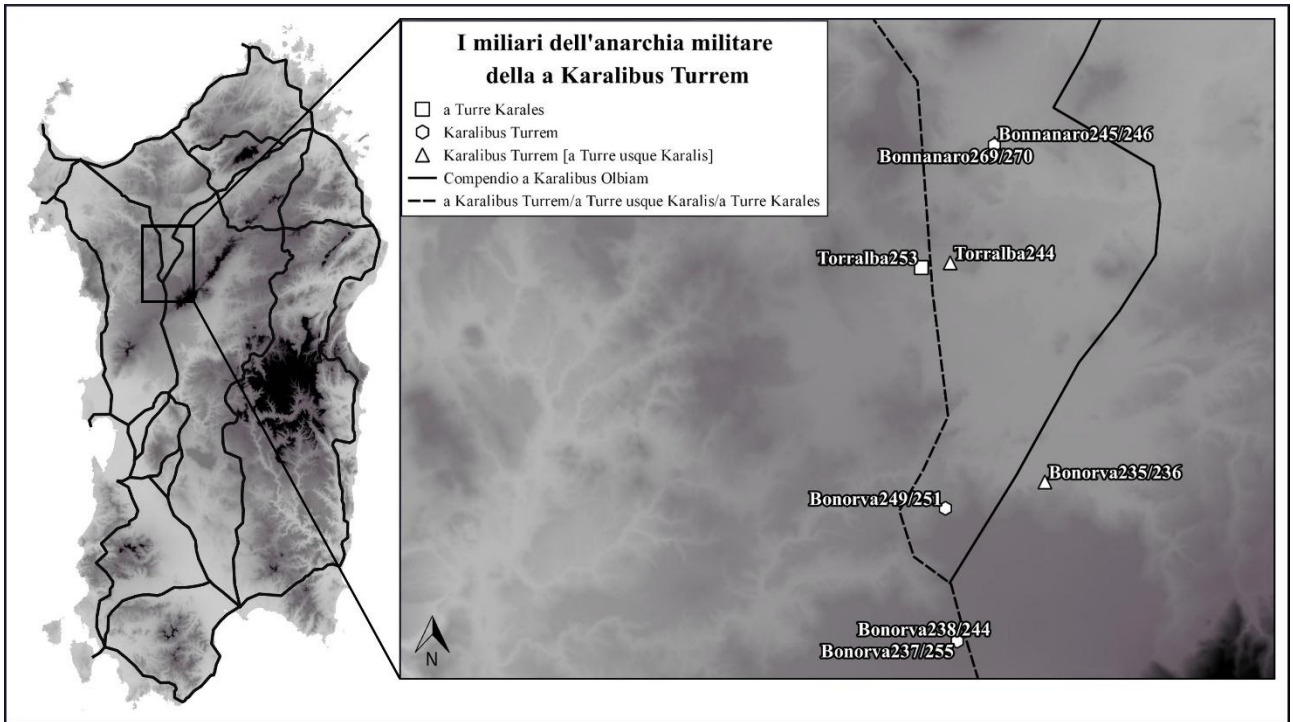 I miliari dell'anarchia militare
della a Karalibus Turrem
a Turre Karales
Karalibus Turrem
Karalibus Turrem [a Turre usque Karalis]
Compendio a Karalibus Olbiam
a Karalibus Turrem/a Turre usque Karalis/a Turre Karales
Bonnanaro245/246
Bonnanaro269/270
Torralba253
Torralba244
Bonorva235/236
Bonorva249/251
Bonorva238/244
Bonorva237/255
N